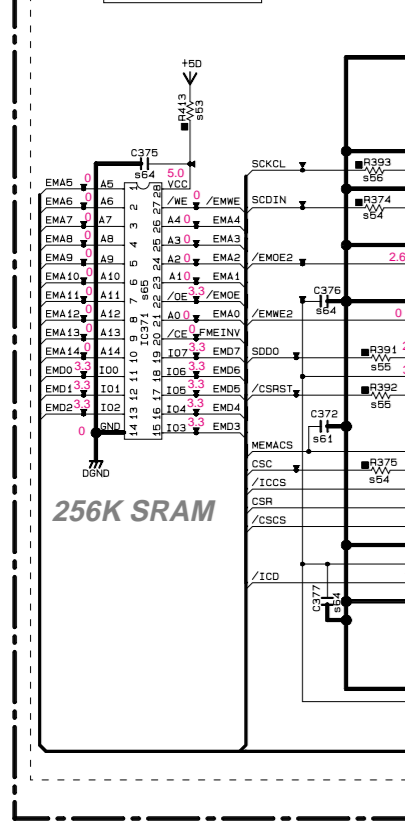 +5D
R413
s53
C375
s64
5.0
SCKCL
R393
s56
EMA5 0 A5 1 28 VCC
EMA6 0 A6 2 27 /WE 0 /EMWE
SCDIN
R374
s54
EMA7 0 A7 3 26 A4 0 EMA4
EMA8 0 A8 4 25 A3 0 EMA3
EMA9 0 A9 5 24 A2 0 EMA2
/EMOE2
2.6
EMA10 0 A10 6 23 A1 0 EMA1
s65
IC371
EMA11 0 A11 7 22 /OE 3.3 /EMOE
C376
s64
EMA12 0 A12 8 21 A0 0 EMA0
/EMWE2
0
EMA13 0 A13 9 20 /CE 0 FMEINV
EMA14 0 A14 10 19 IO7 3.3 EMD7
SDDO
R391
s55
EMD0 3.3 IO0 11 18 IO6 3.3 EMD6
EMD1 3.3 IO1 12 17 IO5 3.3 EMD5
/CSRST
R392
s55
EMD2 3.3 IO2 13 16 IO4 3.3 EMD4
0 GND 14 15 IO3 3.3 EMD3
C372
s61
DGND
MEMACS
CSC
R375
s54
/ICCS
CSR
/CSCS
256K SRAM
/ICD
C377
s64